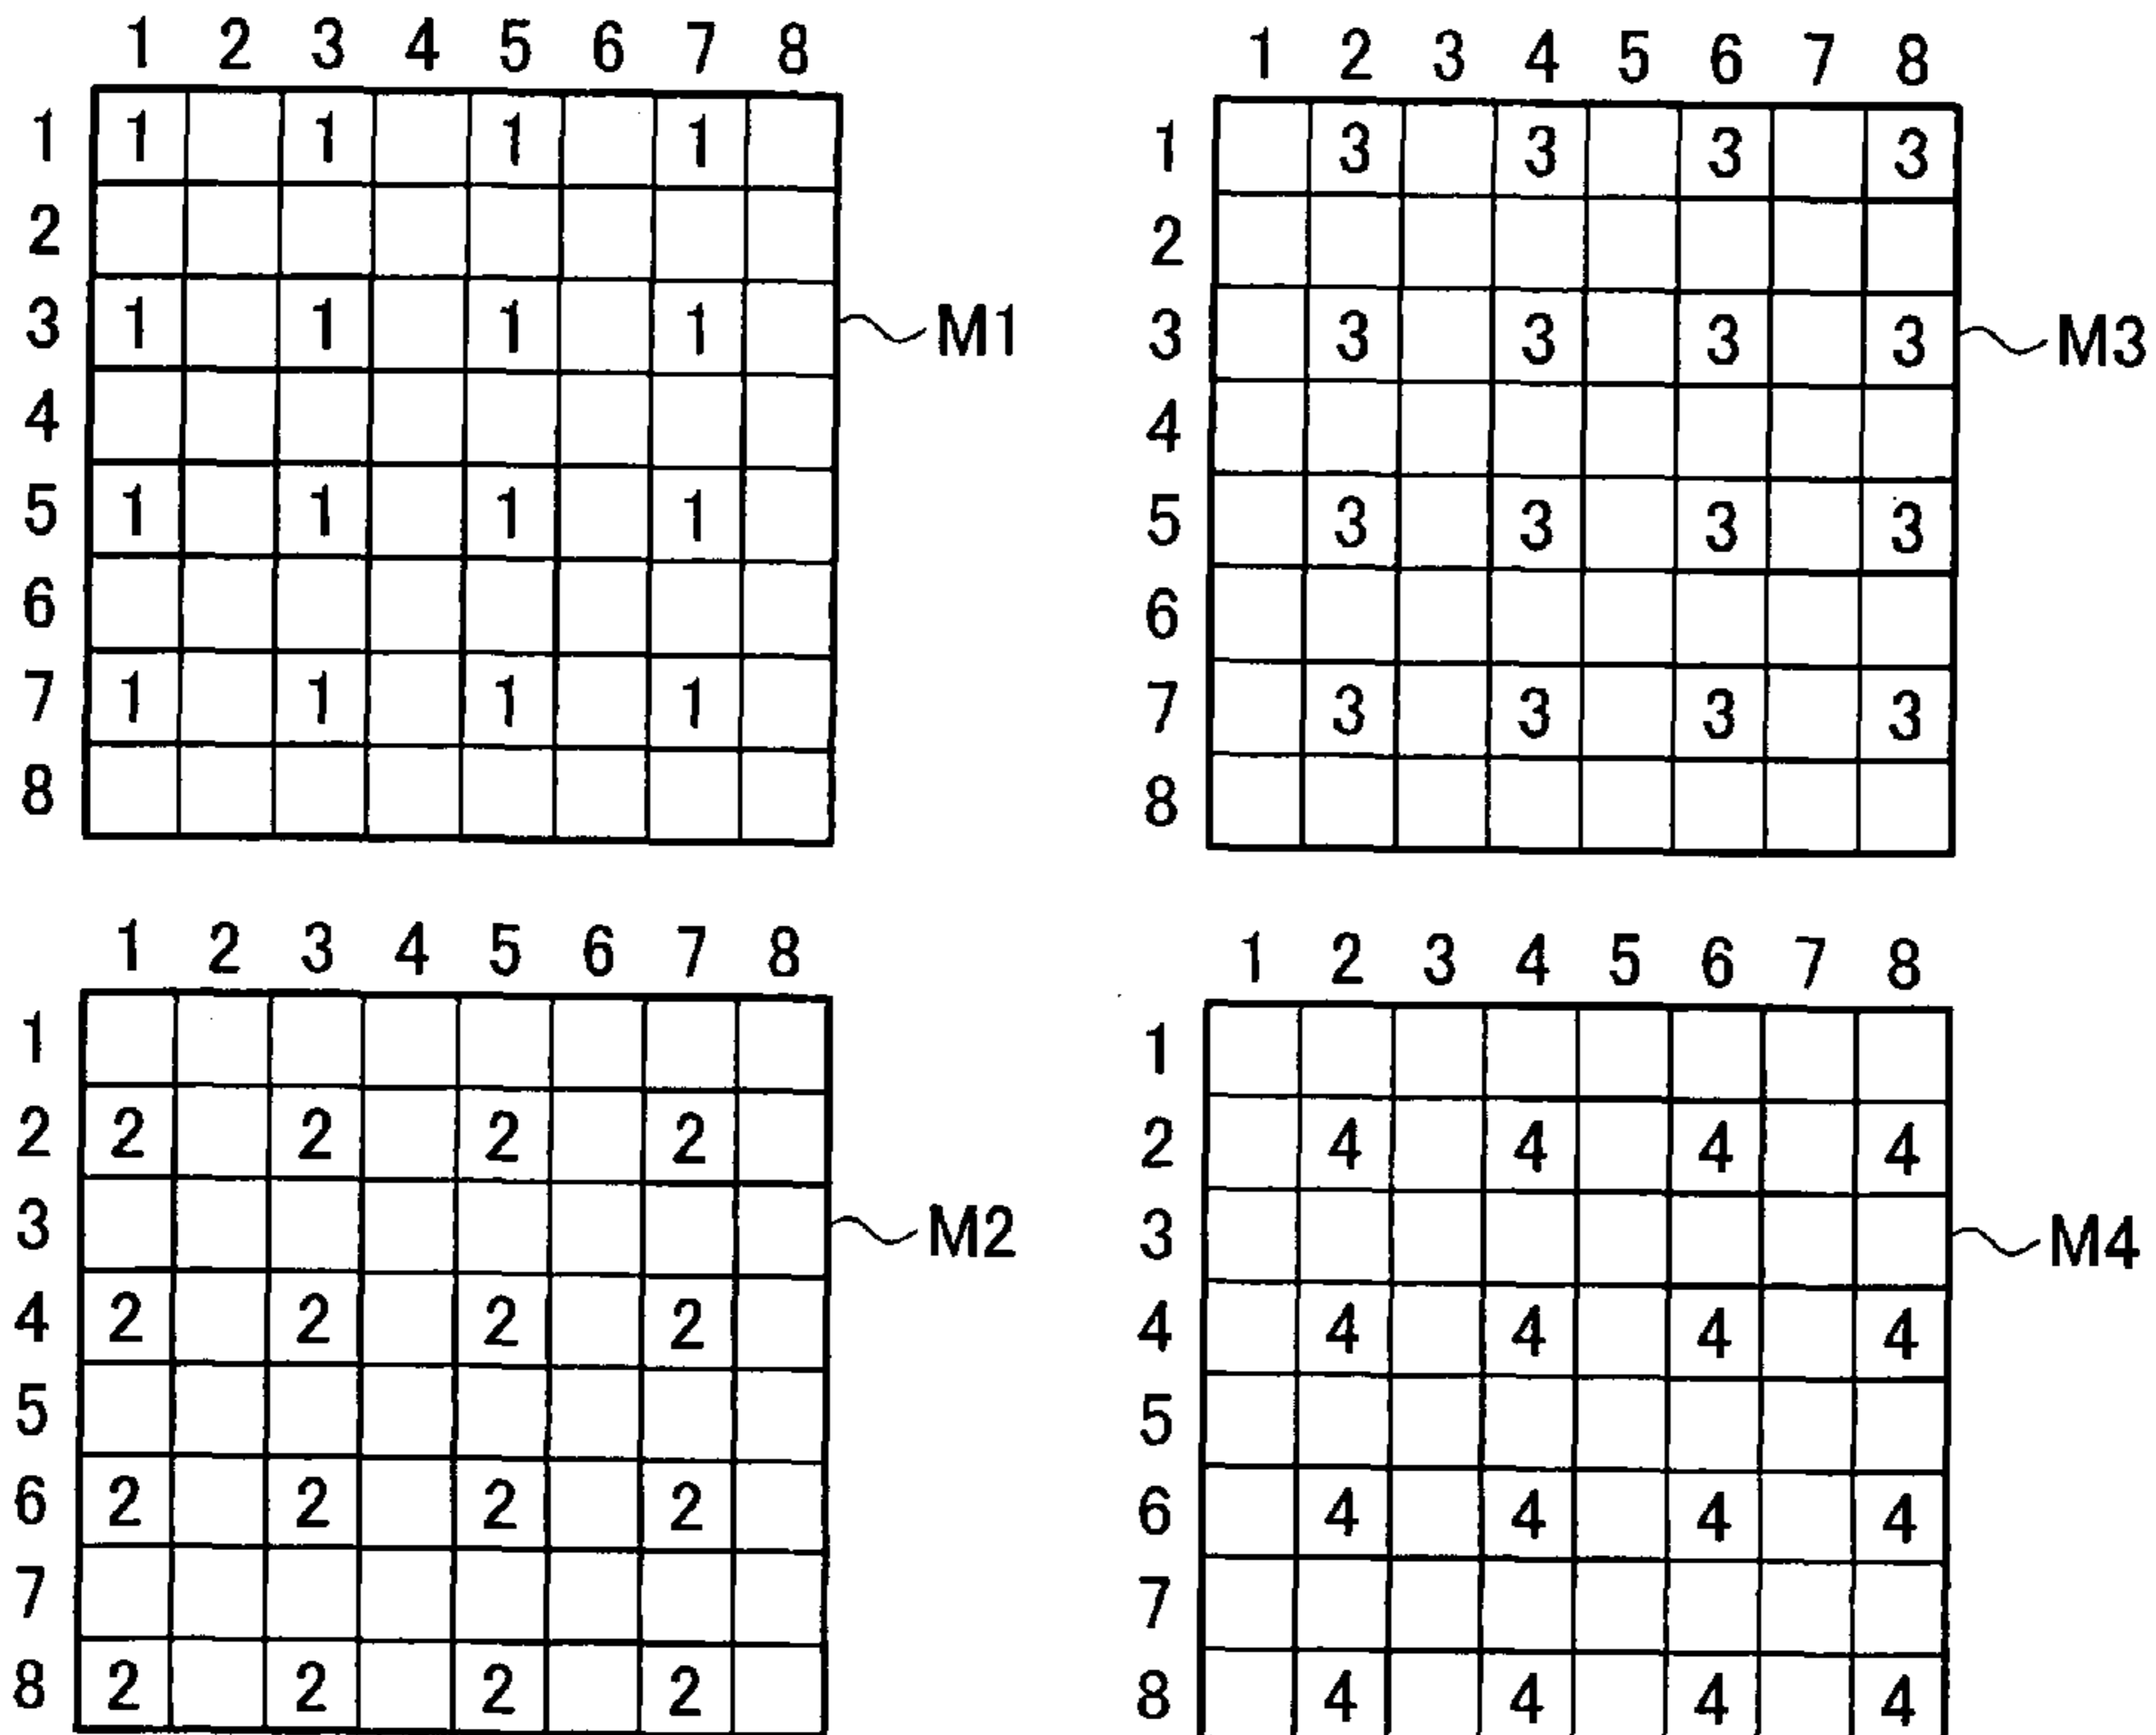 1 2 3 4 5 6 7 8
1 1 1 1 1
2
3 1 1 1 1
4
5 1 1 1 1
6
7 1 1 1 1
8
M1
1 2 3 4 5 6 7 8
1 3 3 3 3
2
3 3 3 3 3
4
5 3 3 3 3
6
7 3 3 3 3
8
M3
1 2 3 4 5 6 7 8
1
2 2 2 2 2
3
4 2 2 2 2
5
6 2 2 2 2
7
8 2 2 2 2
M2
1 2 3 4 5 6 7 8
1
2 4 4 4 4
3
4 4 4 4 4
5
6 4 4 4 4
7
8 4 4 4 4
M4